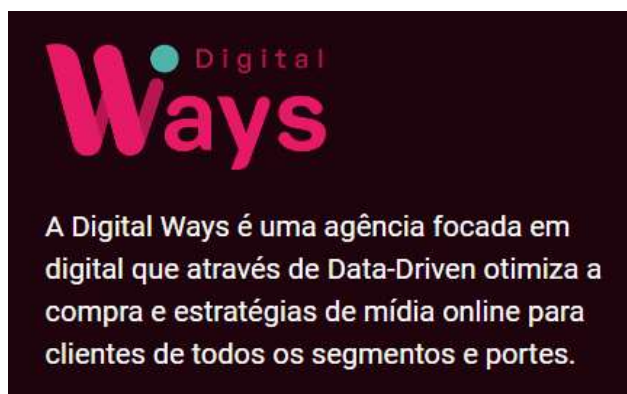 Digital
Ways
A Digital Ways é uma agência focada em
digital que através de Data-Driven otimiza a
compra e estratégias de mídia online para
clientes de todos os segmentos e portes.